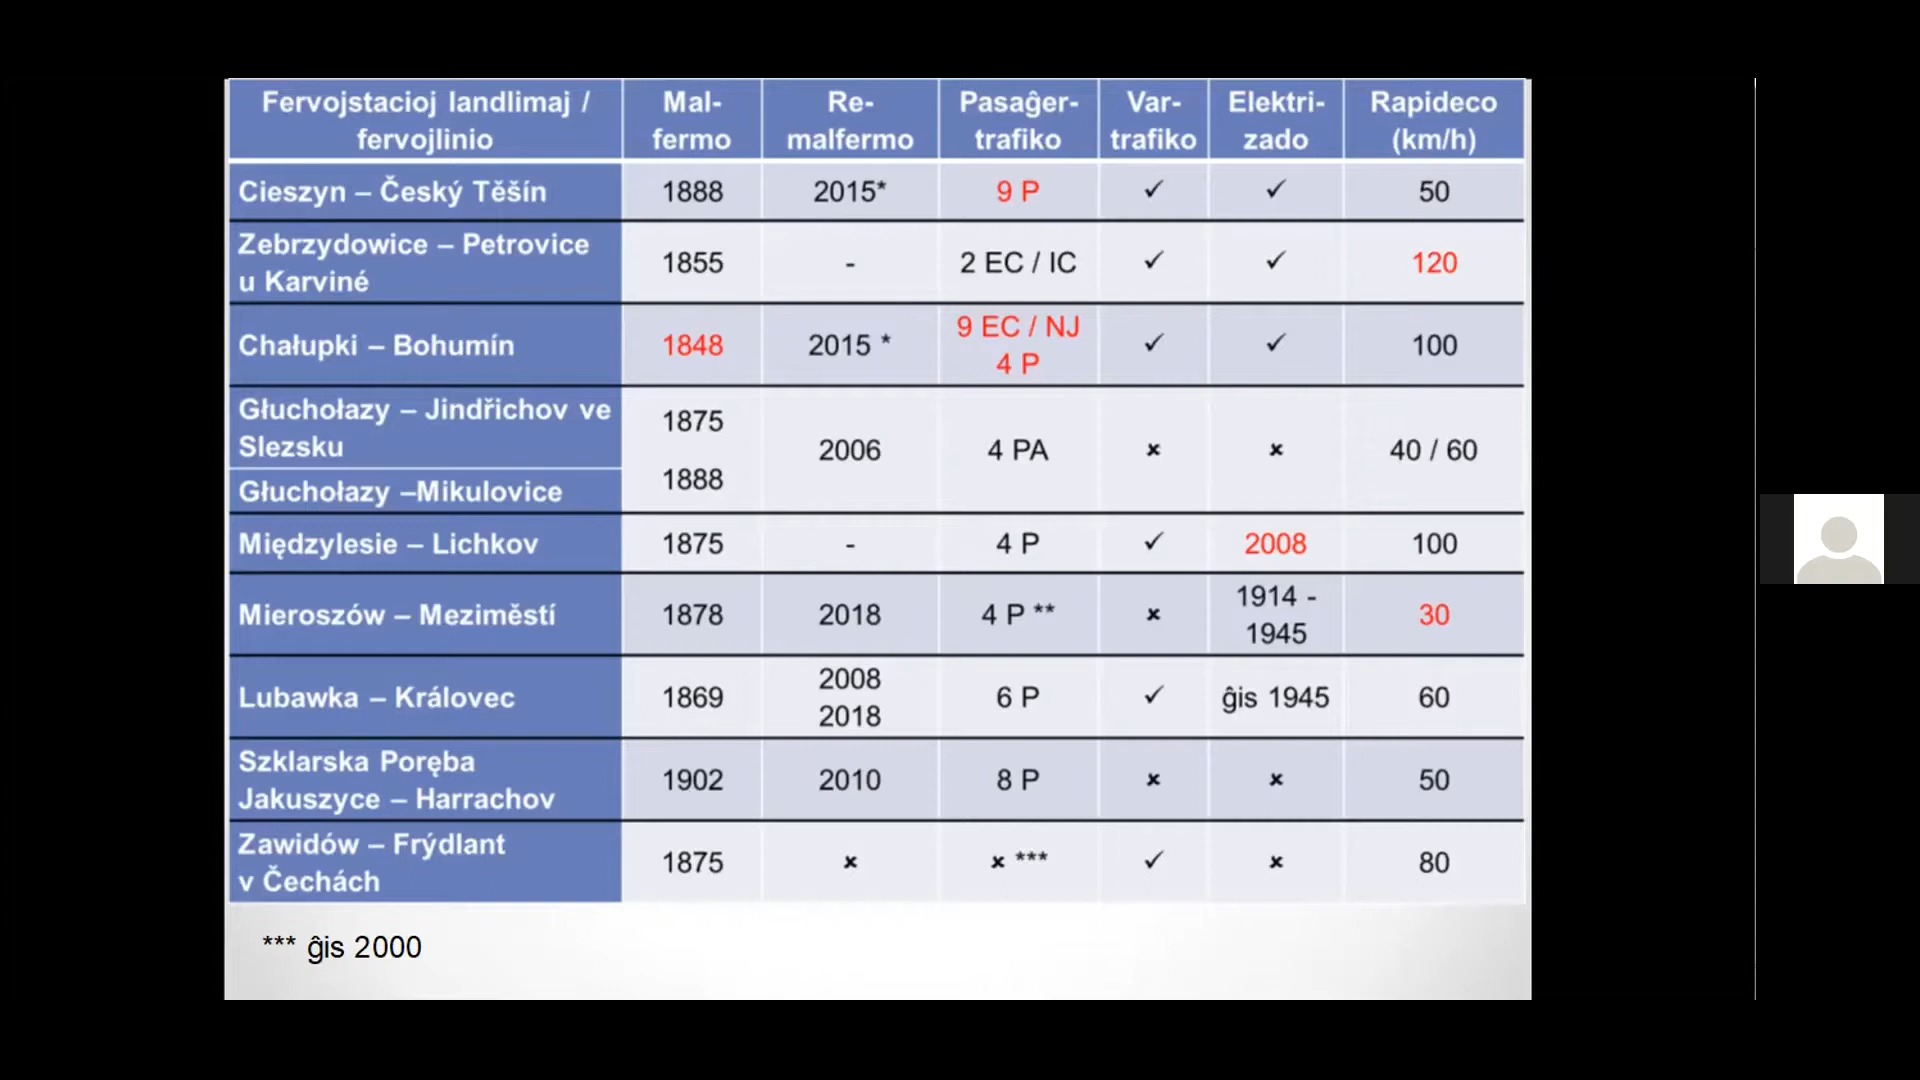 Fervojstacioj landlimaj / fervojlinio | Mal-fermo | Re-malfermo | Pasaĝer-trafiko | Var-trafiko | Elektri-zado | Rapideco (km/h)
Cieszyn – Český Těšín | 1888 | 2015* | 9 P | ✓ | ✓ | 50
Zebrzydowice – Petrovice u Karviné | 1855 | - | 2 EC / IC | ✓ | ✓ | 120
Chałupki – Bohumín | 1848 | 2015 * | 9 EC / NJ 4 P | ✓ | ✓ | 100
Głuchołazy – Jindřichov ve Slezsku | 1875 | 2006 | 4 PA | × | × | 40 / 60
Głuchołazy –Mikulovice | 1888
Międzylesie – Lichkov | 1875 | - | 4 P | ✓ | 2008 | 100
Mieroszów – Meziměstí | 1878 | 2018 | 4 P ** | × | 1914 - 1945 | 30
Lubawka – Královec | 1869 | 2008 2018 | 6 P | ✓ | ĝis 1945 | 60
Szklarska Poręba Jakuszyce – Harrachov | 1902 | 2010 | 8 P | × | × | 50
Zawidów – Frýdlant v Čechách | 1875 | × | × *** | ✓ | × | 80
*** ĝis 2000